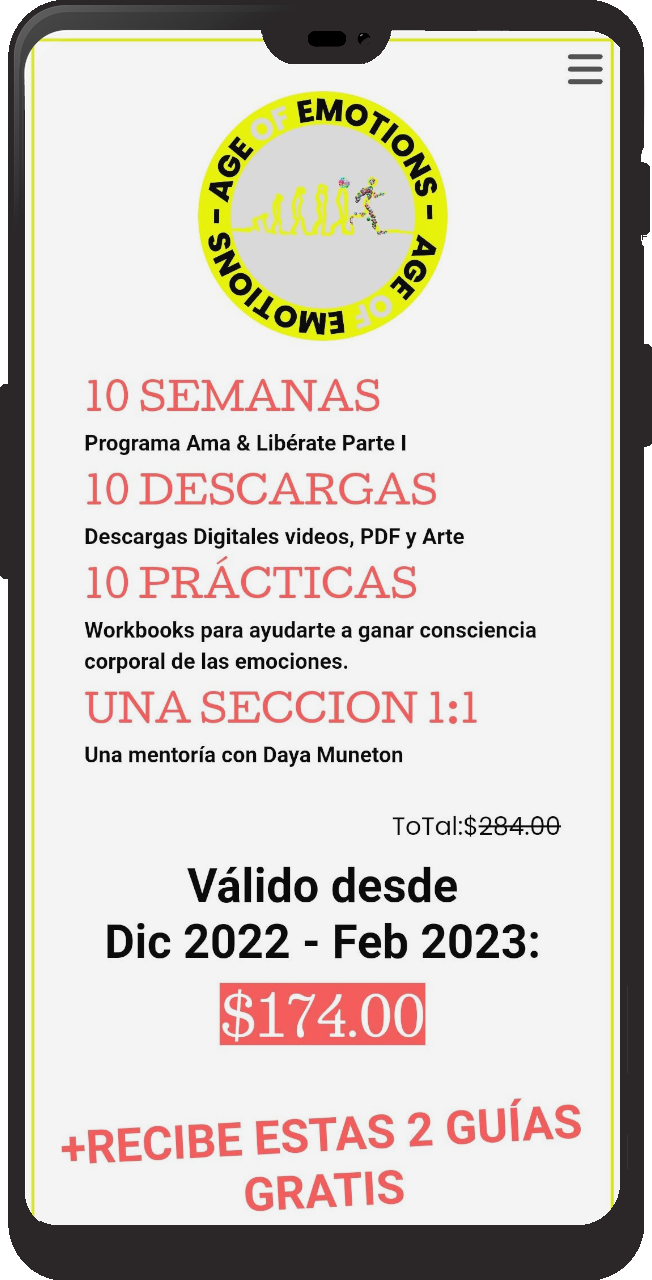 AGE OF EMOTIONS - AGE OF EMOTIONS -
10 SEMANAS
Programa Ama & Libérate Parte I
10 DESCARGAS
Descargas Digitales videos, PDF y Arte
10 PRÁCTICAS
Workbooks para ayudarte a ganar consciencia
corporal de las emociones.
UNA SECCION 1:1
Una mentoría con Daya Muneton
ToTal:$284.00
Válido desde
Dic 2022 - Feb 2023:
$174.00
+RECIBE ESTAS 2 GUÍAS
GRATIS